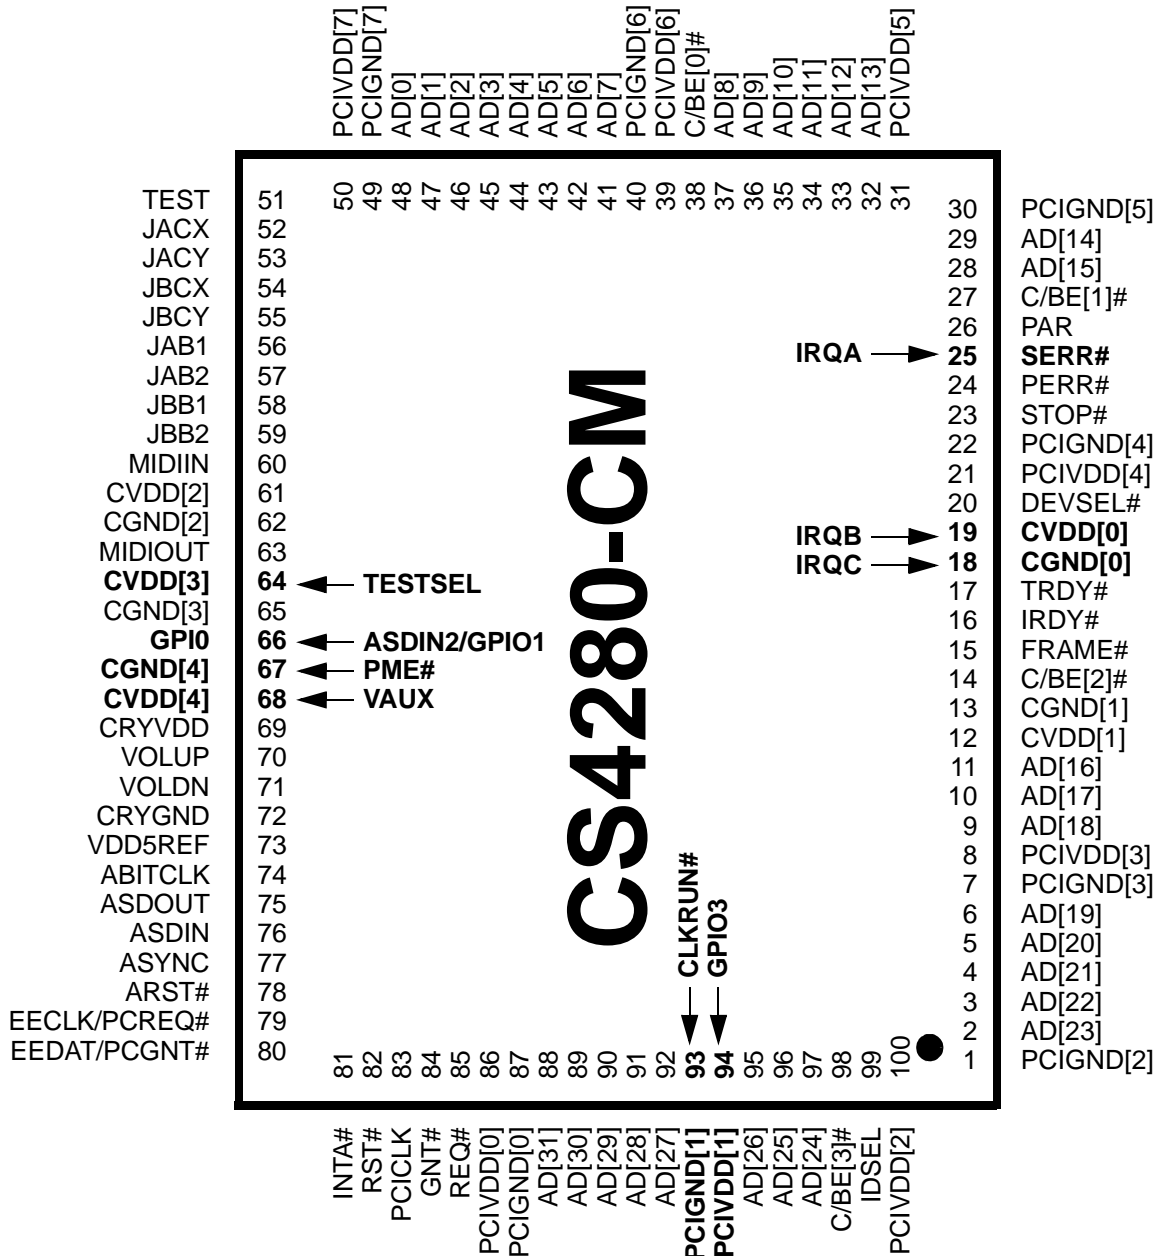 PCIVDD[7]
PCIGND[7]
AD[0]
AD[1]
AD[2]
AD[3]
AD[4]
AD[5]
AD[6]
AD[7]
PCIGND[6]
PCIVDD[6]
C/BE[0]#
AD[8]
AD[9]
AD[10]
AD[11]
AD[12]
AD[13]
PCIVDD[5]
50
49
48
47
46
45
44
43
42
41
40
39
38
37
36
35
34
33
32
31
TEST 51
JACX 52
JACY 53
JBCX 54
JBCY 55
JAB1 56
JAB2 57
JBB1 58
JBB2 59
MIDIIN 60
CVDD[2] 61
CGND[2] 62
MIDIOUT 63
CVDD[3] 64 TESTSEL
CGND[3] 65
GPI0 66 ASDIN2/GPIO1
CGND[4] 67 PME#
CVDD[4] 68 VAUX
CRYVDD 69
VOLUP 70
VOLDN 71
CRYGND 72
VDD5REF 73
ABITCLK 74
ASDOUT 75
ASDIN 76
ASYNC 77
ARST# 78
EECLK/PCREQ# 79
EEDAT/PCGNT# 80
CS4280-CM
30 PCIGND[5]
29 AD[14]
28 AD[15]
27 C/BE[1]#
26 PAR
IRQA 25 SERR#
24 PERR#
23 STOP#
22 PCIGND[4]
21 PCIVDD[4]
20 DEVSEL#
IRQB 19 CVDD[0]
IRQC 18 CGND[0]
17 TRDY#
16 IRDY#
15 FRAME#
14 C/BE[2]#
13 CGND[1]
12 CVDD[1]
11 AD[16]
10 AD[17]
9 AD[18]
8 PCIVDD[3]
7 PCIGND[3]
6 AD[19]
5 AD[20]
4 AD[21]
3 AD[22]
2 AD[23]
1 PCIGND[2]
CLKRUN#
GPIO3
81
82
83
84
85
86
87
88
89
90
91
92
93
94
95
96
97
98
99
100
INTA#
RST#
PCICLK
GNT#
REQ#
PCIVDD[0]
PCIGND[0]
AD[31]
AD[30]
AD[29]
AD[28]
AD[27]
PCIGND[1]
PCIVDD[1]
AD[26]
AD[25]
AD[24]
C/BE[3]#
IDSEL
PCIVDD[2]